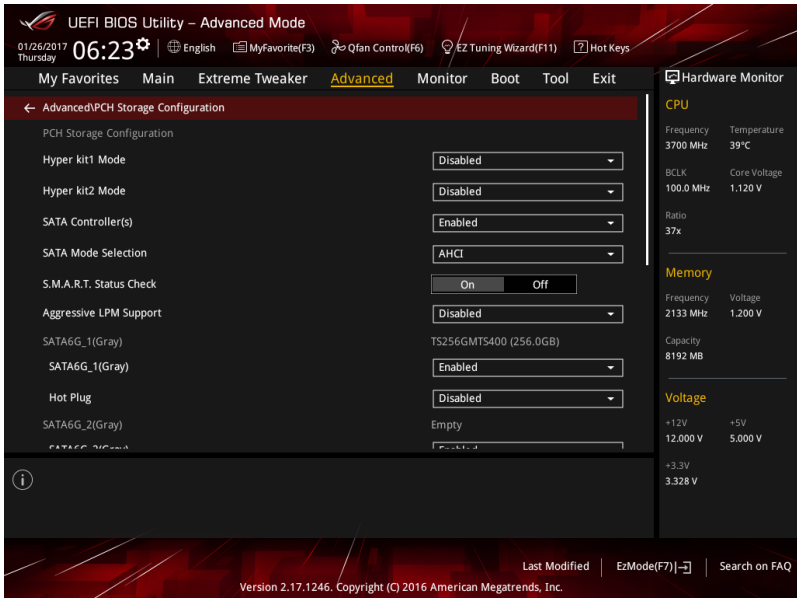 UEFI BIOS Utility – Advanced Mode
01/26/2017 Thursday 06:23 English MyFavorite(F3) Qfan Control(F6) EZ Tuning Wizard(F11) ? Hot Keys
My Favorites Main Extreme Tweaker Advanced Monitor Boot Tool Exit
← Advanced\PCH Storage Configuration
PCH Storage Configuration
Hyper kit1 Mode Disabled
Hyper kit2 Mode Disabled
SATA Controller(s) Enabled
SATA Mode Selection AHCI
S.M.A.R.T. Status Check On Off
Aggressive LPM Support Disabled
SATA6G_1(Gray) TS256GMTS400 (256.0GB)
SATA6G_1(Gray) Enabled
Hot Plug Disabled
SATA6G_2(Gray) Empty
SATA6G_2(Gray) Enabled
Hardware Monitor
CPU
Frequency Temperature
3700 MHz 39°C
BCLK Core Voltage
100.0 MHz 1.120 V
Ratio
37x
Memory
Frequency Voltage
2133 MHz 1.200 V
Capacity
8192 MB
Voltage
+12V +5V
12.000 V 5.000 V
+3.3V
3.328 V
Last Modified EzMode(F7) Search on FAQ
Version 2.17.1246. Copyright (C) 2016 American Megatrends, Inc.